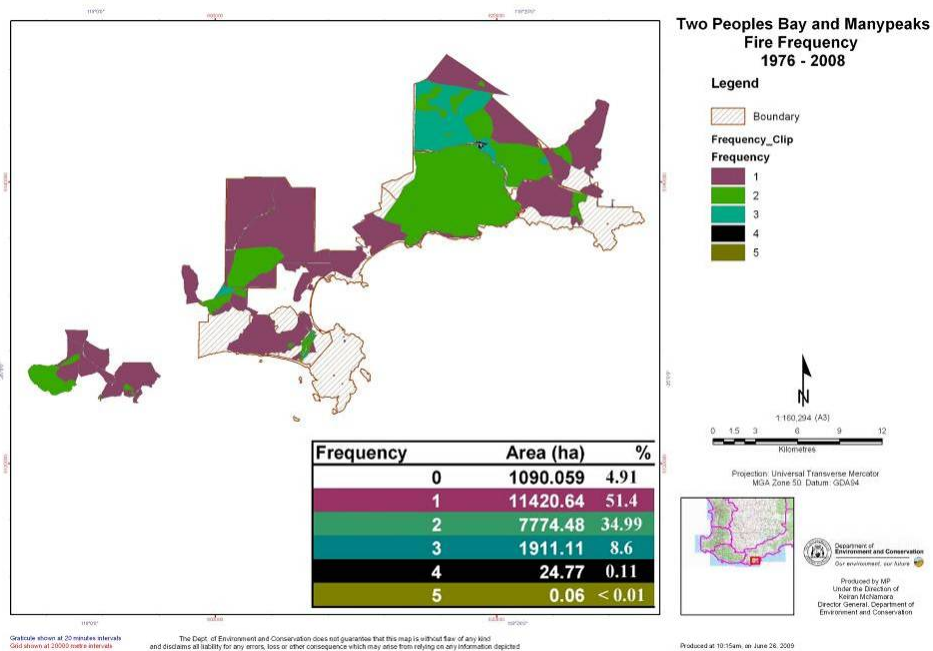 Two Peoples Bay and Manypeaks
Fire Frequency
1976 - 2008
Legend
Boundary
Frequency_Clip
Frequency
1
2
3
4
5
N
1:160,294 (A3)
0 1.5 3 6 9 12
Kilometres
Projection: Universal Transverse Mercator
MGA Zone 50. Datum: GDA94
Frequency Area (ha) %
0 1090.059 4.91
1 11420.64 51.4
2 7774.48 34.99
3 1911.11 8.6
4 24.77 0.11
5 0.06 < 0.01
Department of
Environment and Conservation
Our environment, our future
Produced by MP
Under the Direction of
Keiran McNamara
Director General, Department of
Environment and Conservation
Graticule shown at 20 minutes intervals
Grid shown at 20000 metre intervals
The Dept. of Environment and Conservation does not guarantee that this map is without flaw of any kind
and disclaims all liability for any errors, loss or other consequence which may arise from relying on any information depicted
Produced at 10:15am, on June 26, 2009